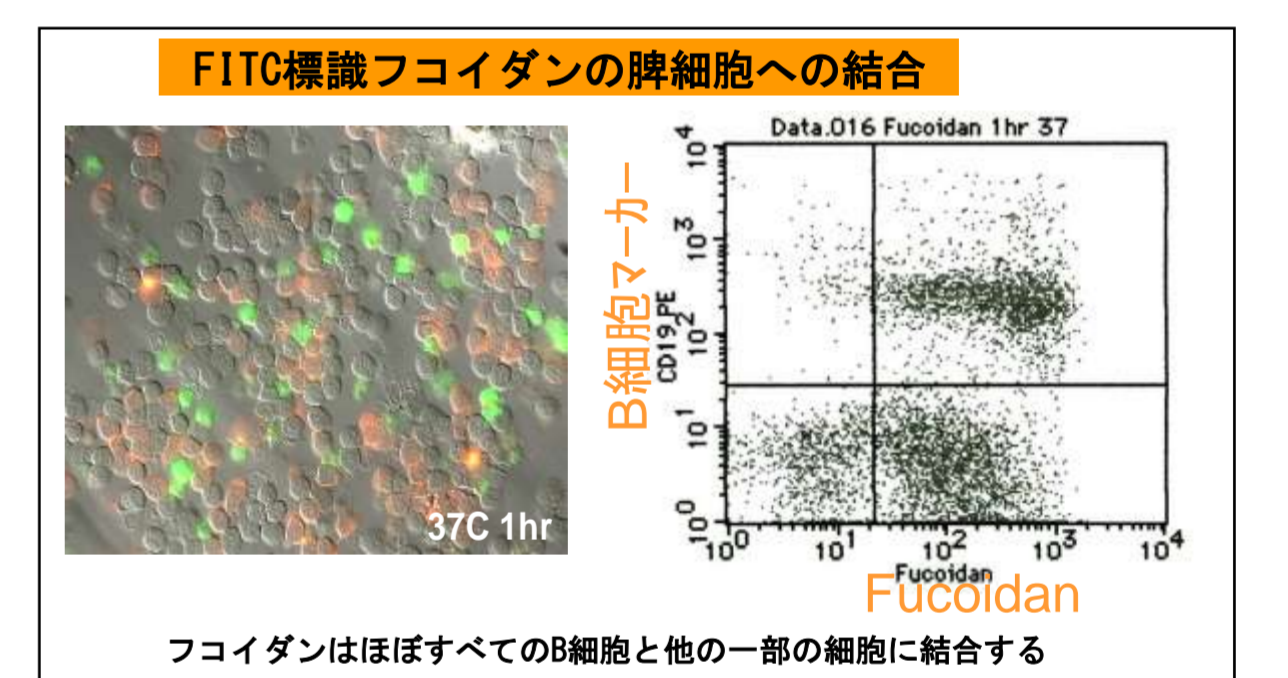 FITC標識フコイダンの脾細胞への結合
37C 1hr
B細胞マーカー
Data.016 Fucoidan 1hr 37
CD19 PE
10⁴
10³
10²
10¹
10⁰
10⁰ 10¹ 10² 10³ 10⁴
Fucoidan
Fucoidan
フコイダンはほぼすべてのB細胞と他の一部の細胞に結合する